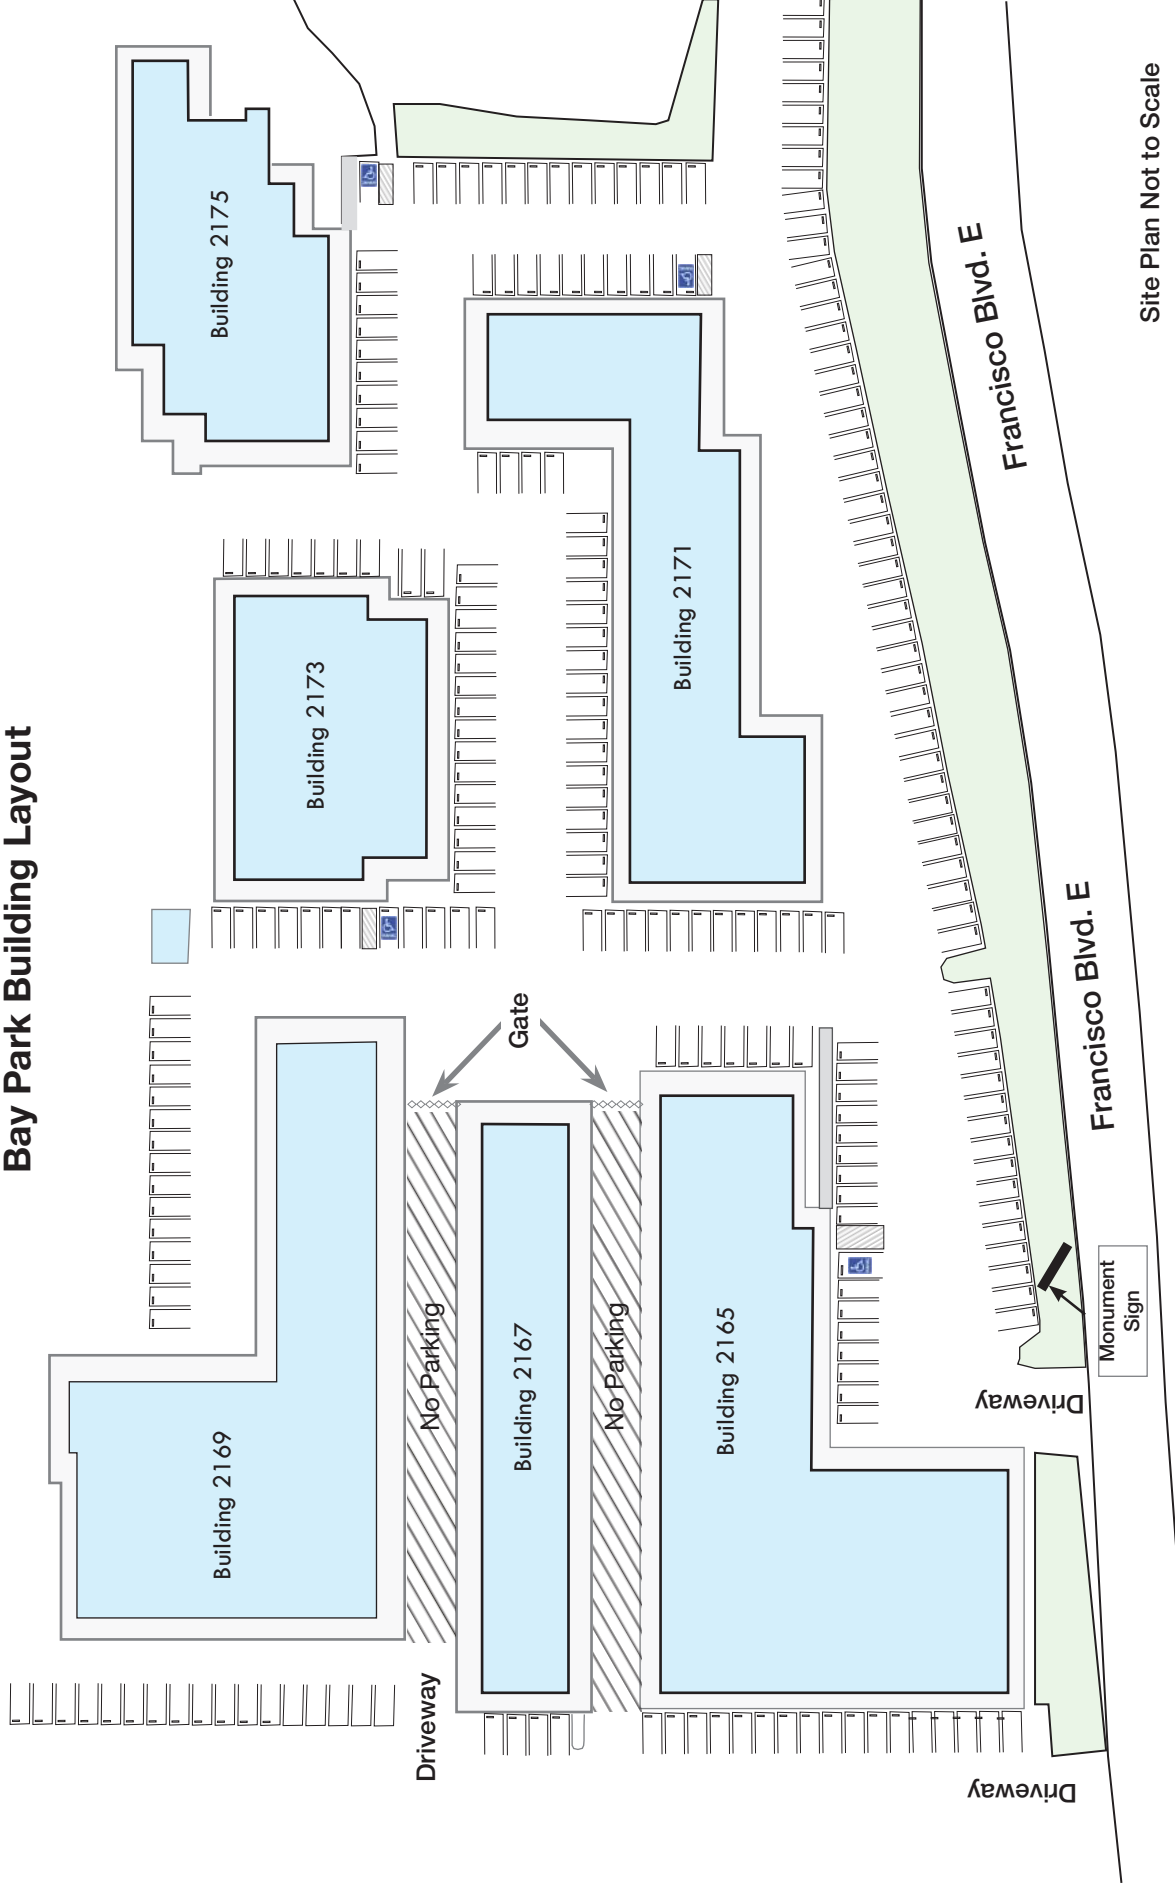 Bay Park Building Layout
Building 2169
Building 2173
Building 2175
No Parking
Driveway
Gate
Building 2167
No Parking
Building 2171
Building 2165
Driveway
Driveway
Monument
Sign
Francisco Blvd. E
Francisco Blvd. E
Site Plan Not to Scale